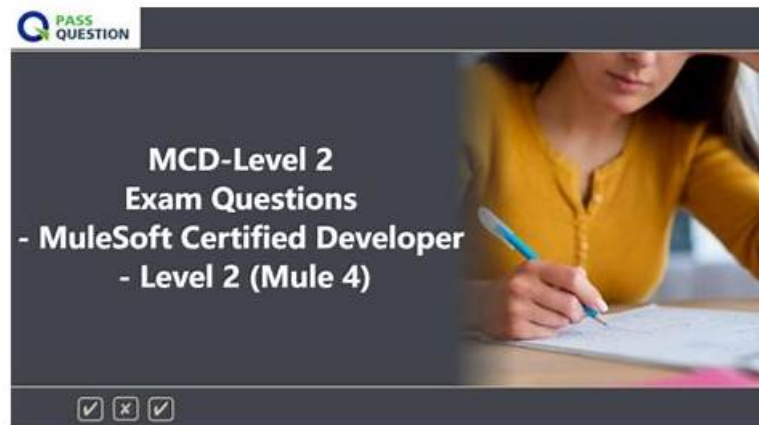 PASS
QUESTION
MCD-Level 2
Exam Questions
- MuleSoft Certified Developer
- Level 2 (Mule 4)